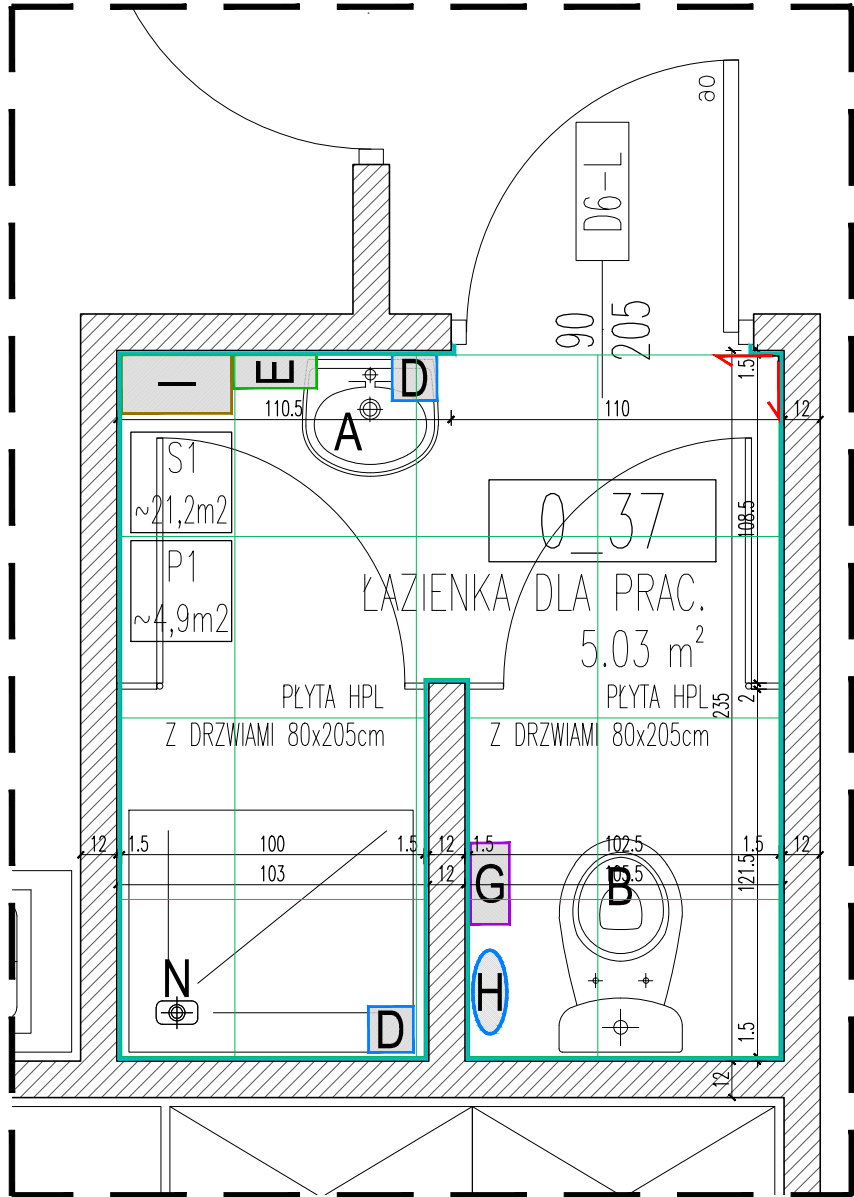 ao
D6-L
90
205
I
E
D
A
1.5
110.5
110
12
S1
~21,2m2
P1
~4,9m2
0_37
108.5
ŁAZIENKA DLA PRAC.
5.03 m²
PŁYTA HPL
Z DRZWIAMI 80x205cm
PŁYTA HPL
Z DRZWIAMI 80x205cm
2
235
12
1.5
100
1.5
12
1.5
102.5
1.5
12
103
12
105.5
121.5
G
B
N
H
D
1.5
12